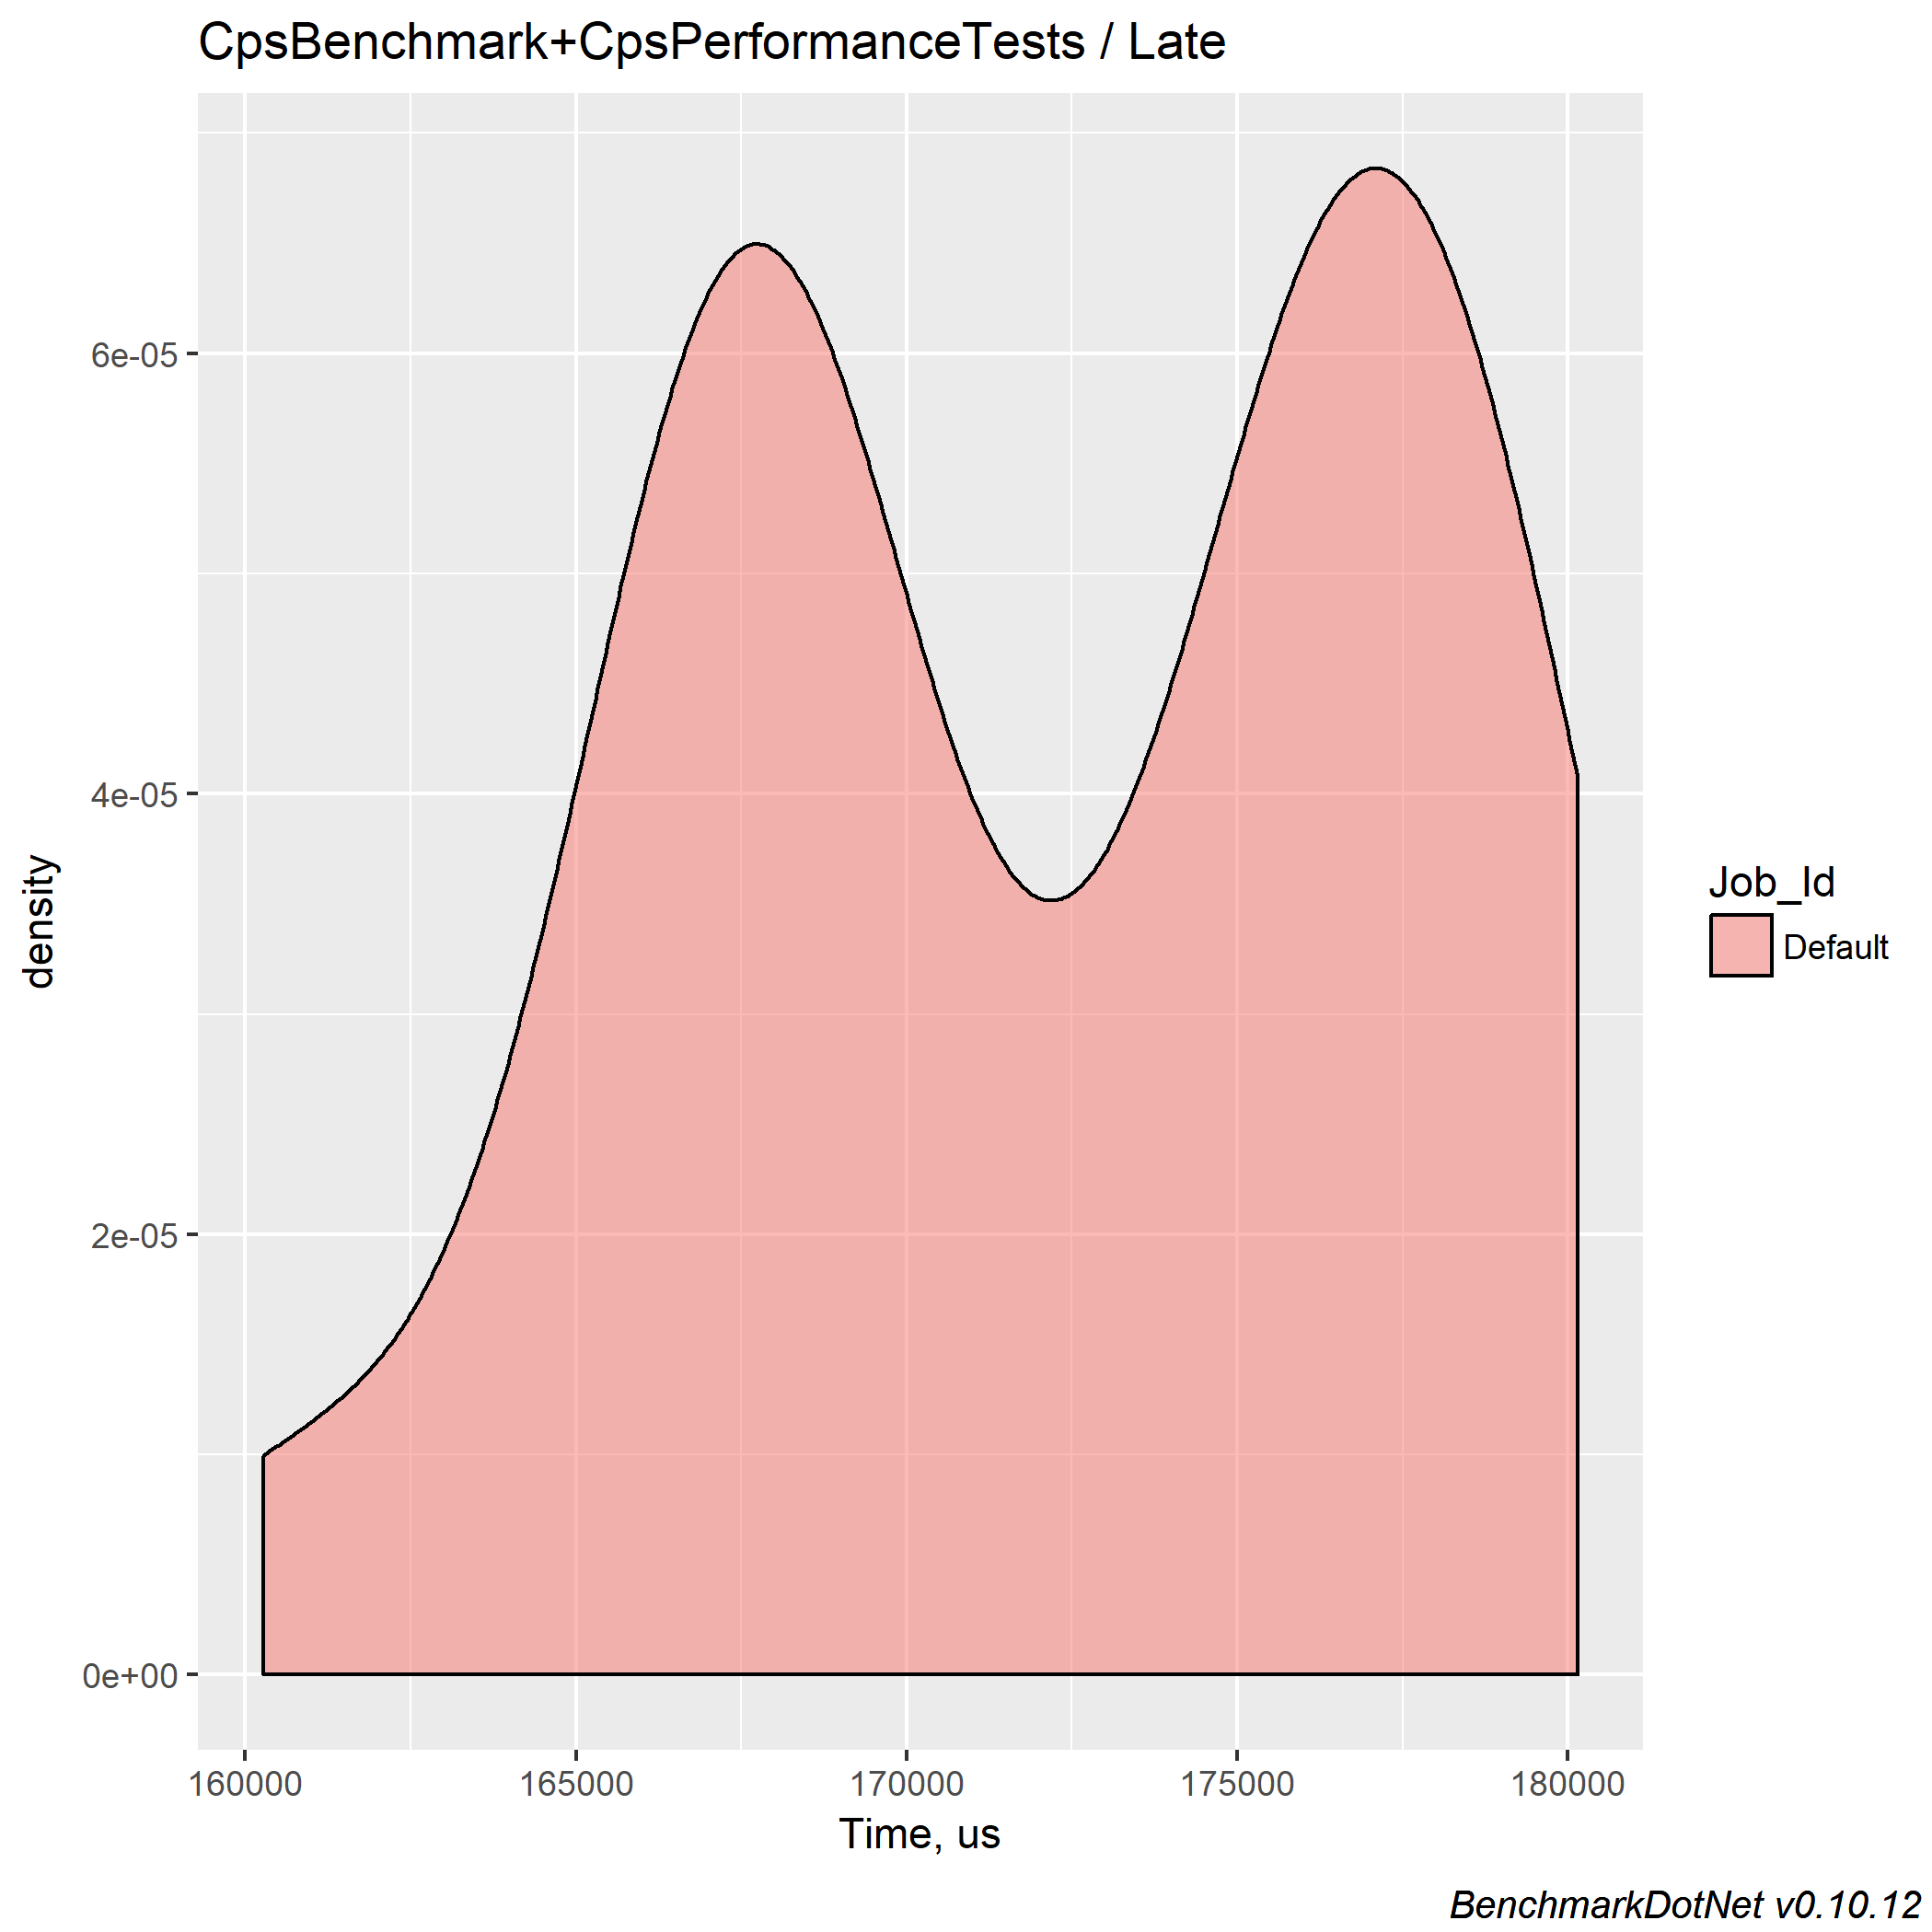 CpsBenchmark+CpsPerformanceTests / Late
density
6e-05
4e-05
2e-05
0e+00
160000 165000 170000 175000 180000
Time, us
Job_Id
Default
BenchmarkDotNet v0.10.12